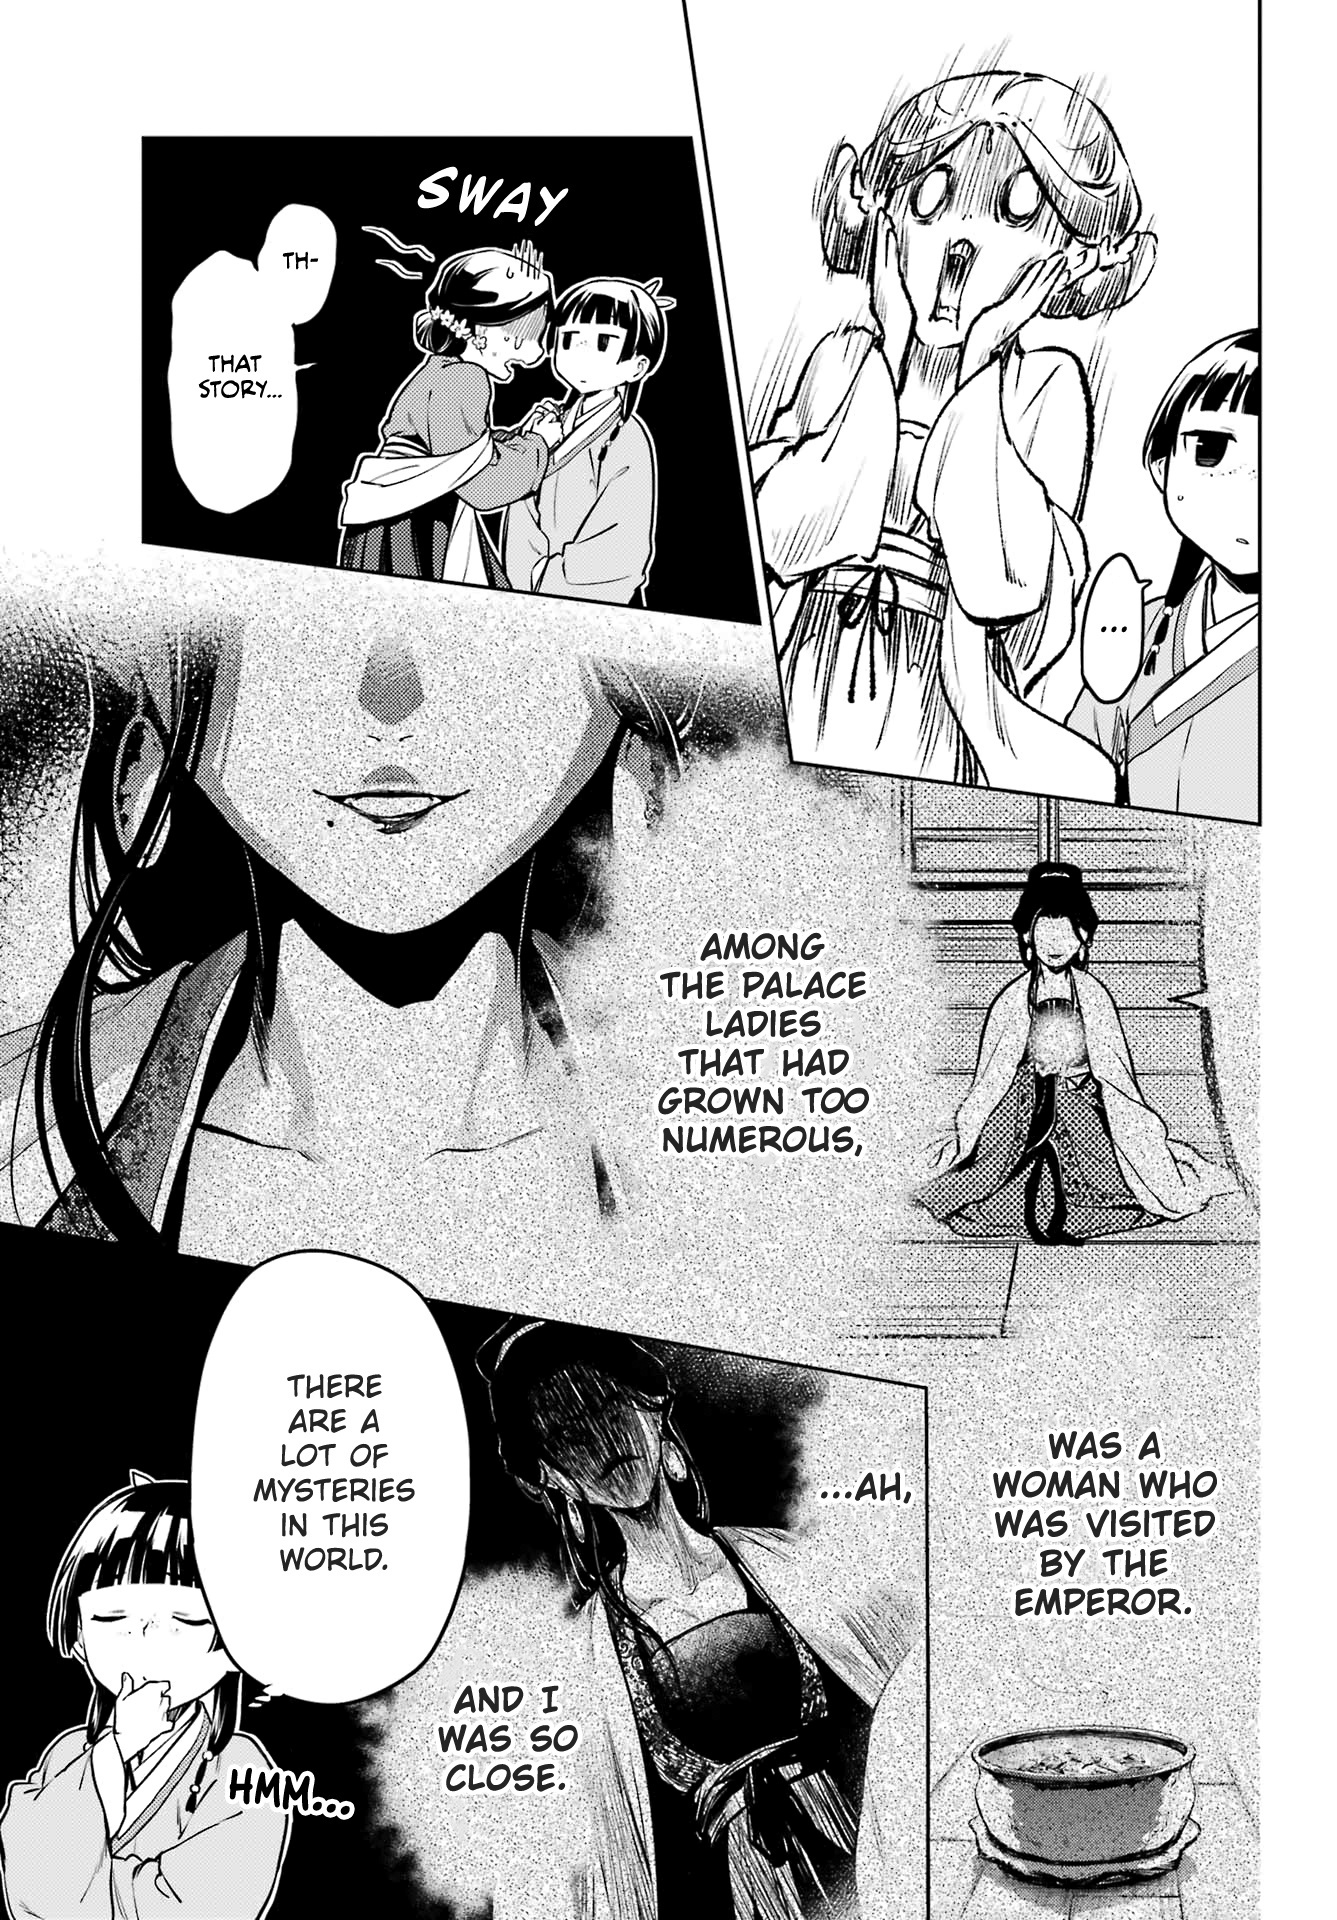 ...
SWAY
TH-
THAT
STORY...
AMONG
THE PALACE
LADIES
THAT HAD
GROWN TOO
NUMEROUS,
WAS A
WOMAN WHO
WAS VISITED
BY THE
EMPEROR.
...AH,
AND I
WAS SO
CLOSE.
THERE
ARE A
LOT OF
MYSTERIES
IN THIS
WORLD.
HMM...